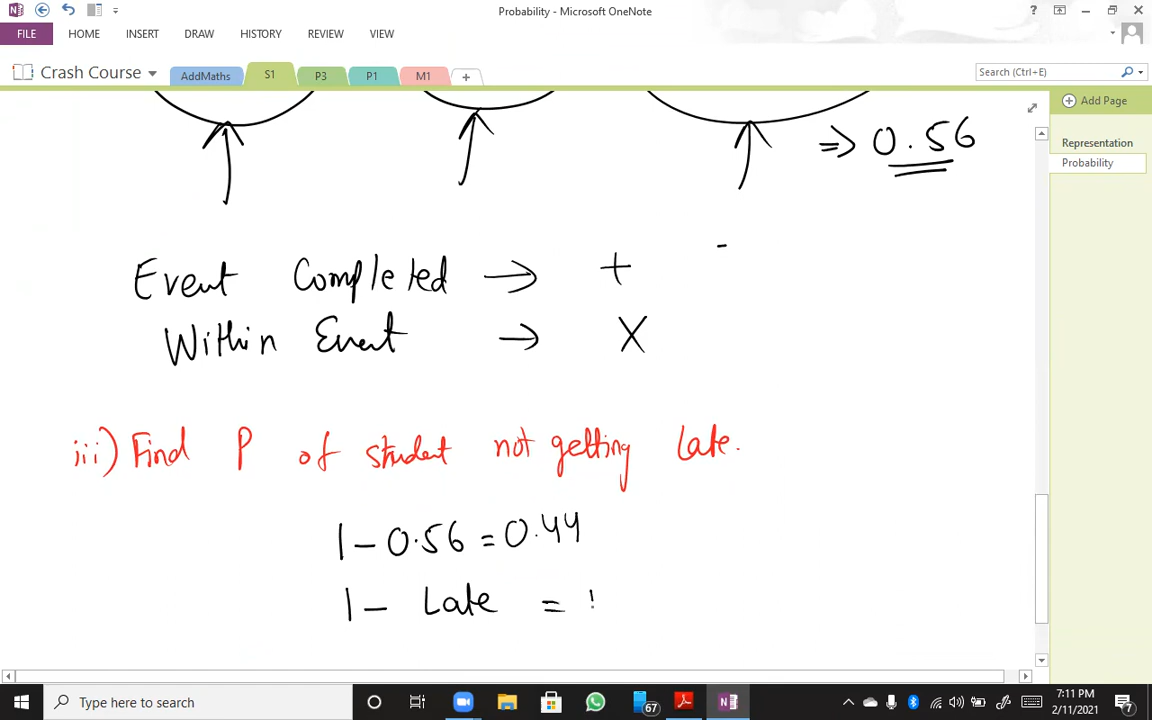 Probability - Microsoft OneNote
FILE HOME INSERT DRAW HISTORY REVIEW VIEW
Crash Course AddMaths S1 P3 P1 M1 +
Search (Ctrl+E)
Add Page
Representation
Probability
=> 0.56
Event Completed → +
Within Event → X
iii) Find P of student not getting late.
1 - 0.56 = 0.44
1 - Late =
Type here to search
67
7:11 PM
2/11/2021
7